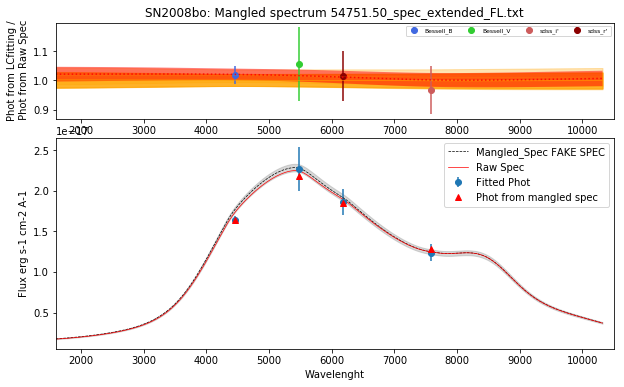 SN2008bo: Mangled spectrum 54751.50_spec_extended_FL.txt
Phot from LCfitting /
Phot from Raw Spec
Bessell_B
Bessell_V
sdss_i'
sdss_r'
1.1
1.0
0.9
2000 3000 4000 5000 6000 7000 8000 9000 10000
1e−17
Flux erg s-1 cm-2 A-1
2.5
2.0
1.5
1.0
0.5
Mangled_Spec FAKE SPEC
Raw Spec
Fitted Phot
Phot from mangled spec
2000 3000 4000 5000 6000 7000 8000 9000 10000
Wavelenght